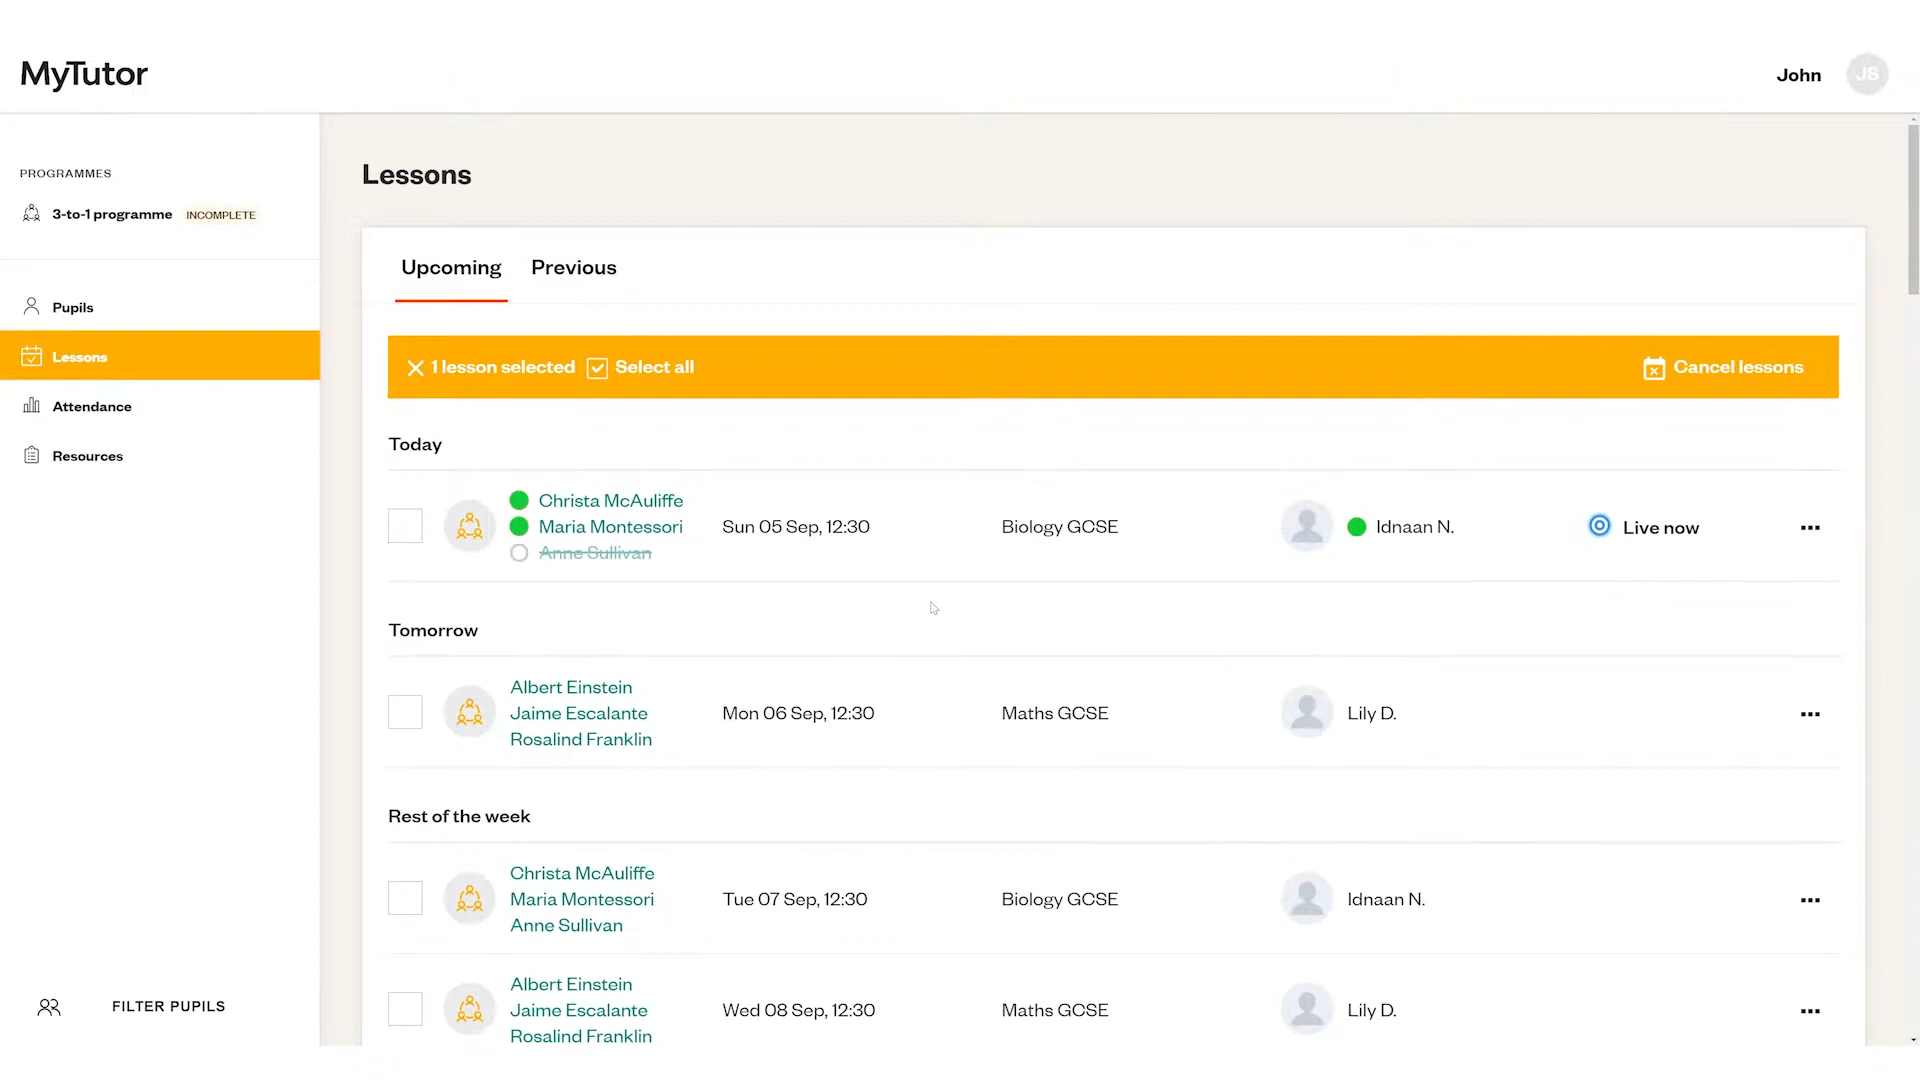 MyTutor
John
JS
PROGRAMMES
3-to-1 programme INCOMPLETE
Pupils
Lessons
Attendance
Resources
FILTER PUPILS
Lessons
Upcoming Previous
1 lesson selected Select all Cancel lessons
Today
Christa McAuliffe
Maria Montessori
Anne Sullivan
Sun 05 Sep, 12:30
Biology GCSE
Idnaan N.
Live now
Tomorrow
Albert Einstein
Jaime Escalante
Rosalind Franklin
Mon 06 Sep, 12:30
Maths GCSE
Lily D.
Rest of the week
Christa McAuliffe
Maria Montessori
Anne Sullivan
Tue 07 Sep, 12:30
Biology GCSE
Idnaan N.
Albert Einstein
Jaime Escalante
Rosalind Franklin
Wed 08 Sep, 12:30
Maths GCSE
Lily D.